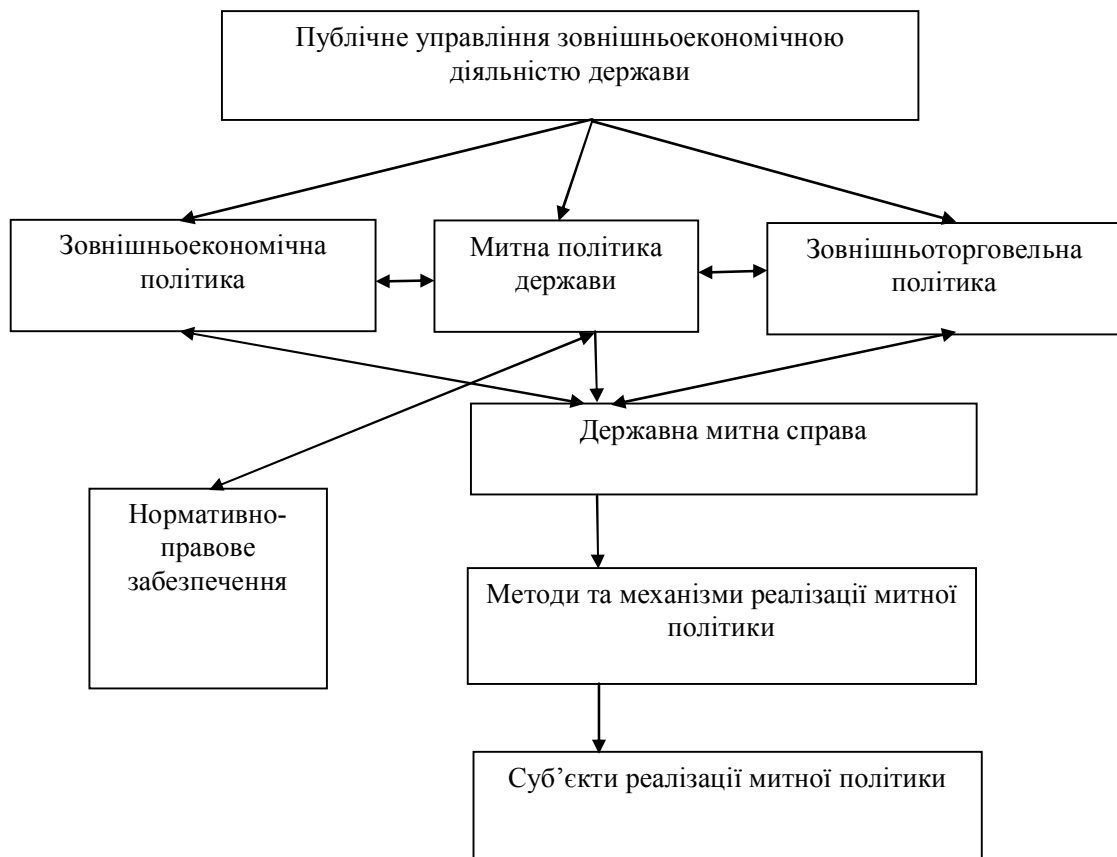 Публічне управління зовнішньоекономічною
діяльністю держави
Зовнішньоекономічна
політика
Митна політика
держави
Зовнішньоторговельна
політика
Державна митна справа
Нормативно-
правове
забезпечення
Методи та механізми реалізації митної
політики
Суб’єкти реалізації митної політики